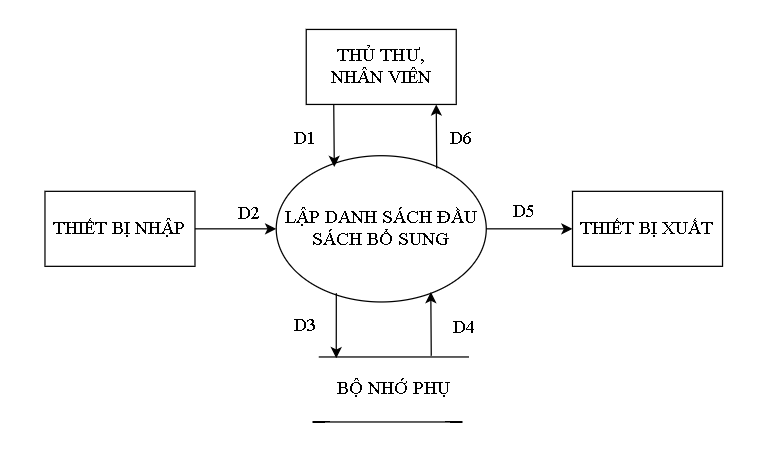 THỦ THƯ,
NHÂN VIÊN
D1
D6
THIẾT BỊ NHẬP
D2
LẬP DANH SÁCH ĐẦU
SÁCH BỔ SUNG
D5
THIẾT BỊ XUẤT
D3
D4
BỘ NHỚ PHỤ